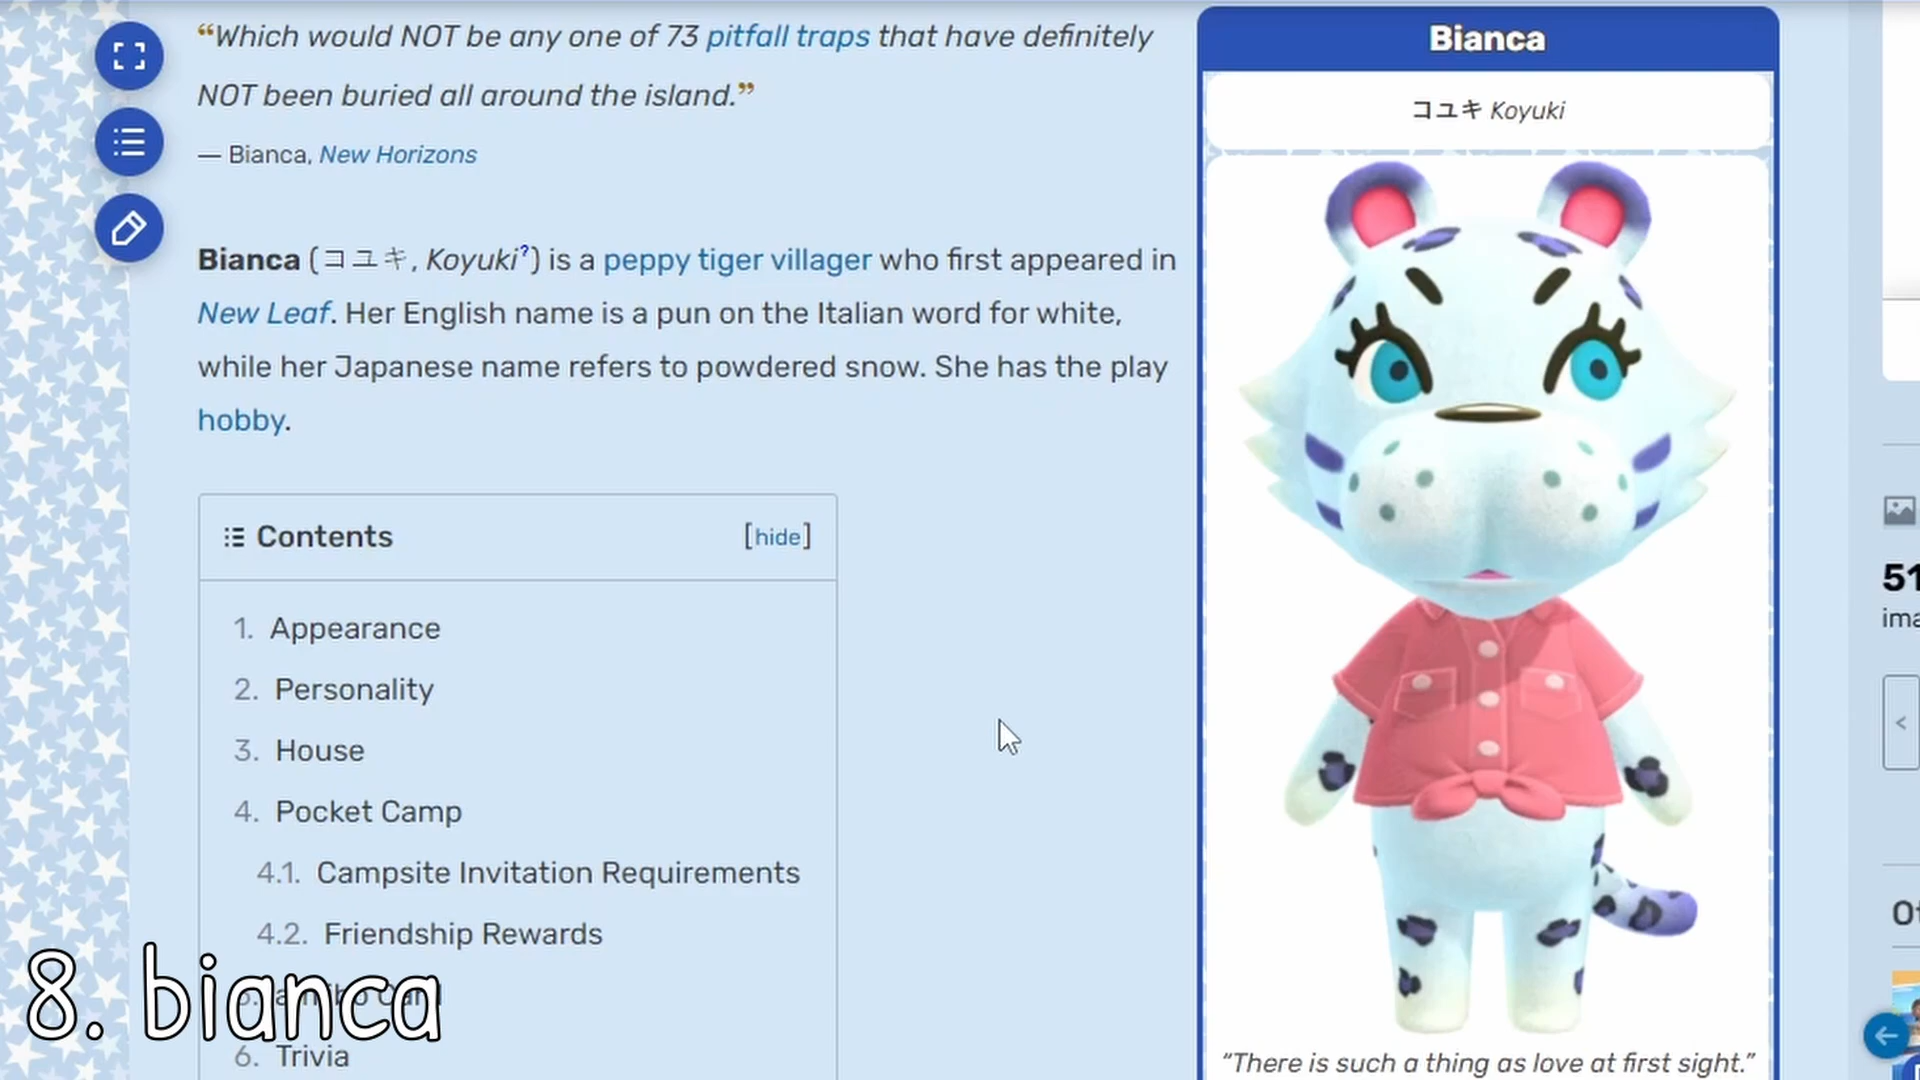 “Which would NOT be any one of 73 pitfall traps that have definitely
NOT been buried all around the island.”
— Bianca, New Horizons
Bianca (コユキ, Koyuki?) is a peppy tiger villager who first appeared in
New Leaf. Her English name is a pun on the Italian word for white,
while her Japanese name refers to powdered snow. She has the play
hobby.
Contents [hide]
1. Appearance
2. Personality
3. House
4. Pocket Camp
4.1. Campsite Invitation Requirements
4.2. Friendship Rewards
6. Trivia
8. bianca
Bianca
コユキ Koyuki
“There is such a thing as love at first sight.”
51